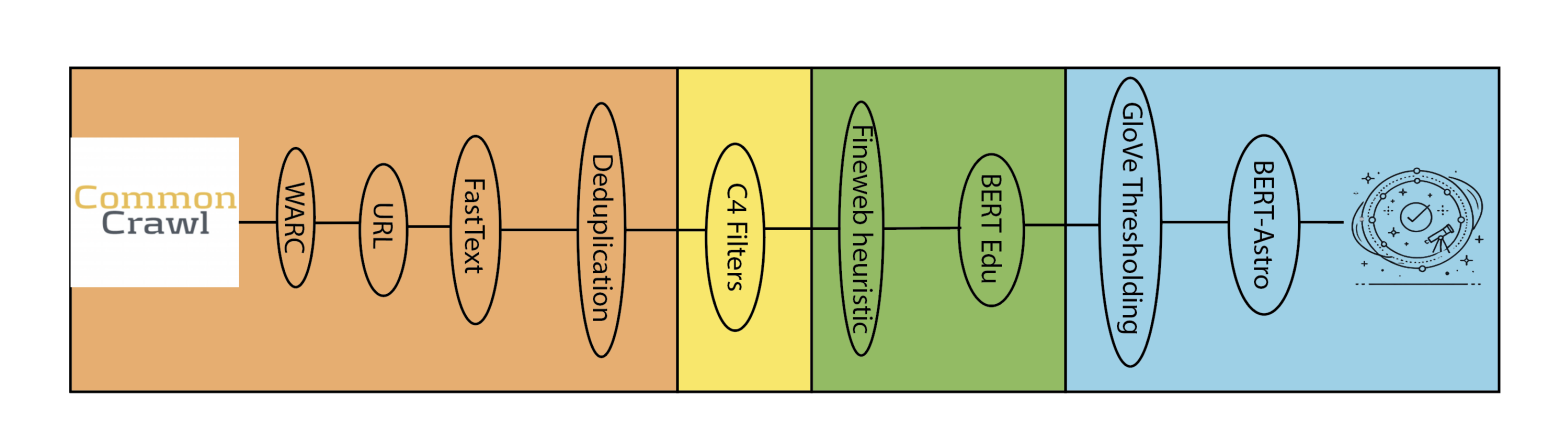 Common
Crawl
WARC
URL
FastText
Deduplication
C4 Filters
Fineweb heuristic
BERT Edu
GloVe Thresholding
BERT-Astro